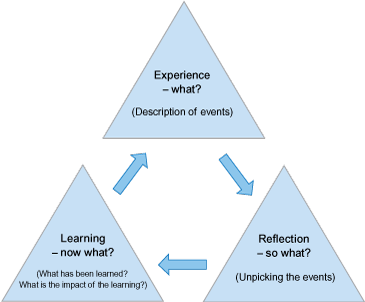 Experience
– what?
(Description of events)
Learning
– now what?
(What has been learned?
What is the impact of the learning?)
Reflection
– so what?
(Unpicking the events)